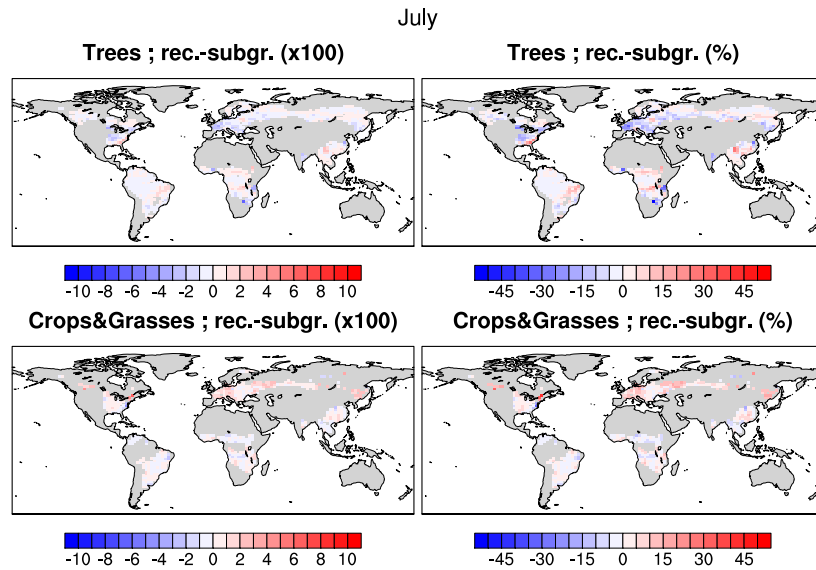 July
Trees ; rec.-subgr. (x100)
Trees ; rec.-subgr. (%)
-10 -8 -6 -4 -2 0 2 4 6 8 10
-45 -30 -15 0 15 30 45
Crops&Grasses ; rec.-subgr. (x100)
Crops&Grasses ; rec.-subgr. (%)
-10 -8 -6 -4 -2 0 2 4 6 8 10
-45 -30 -15 0 15 30 45